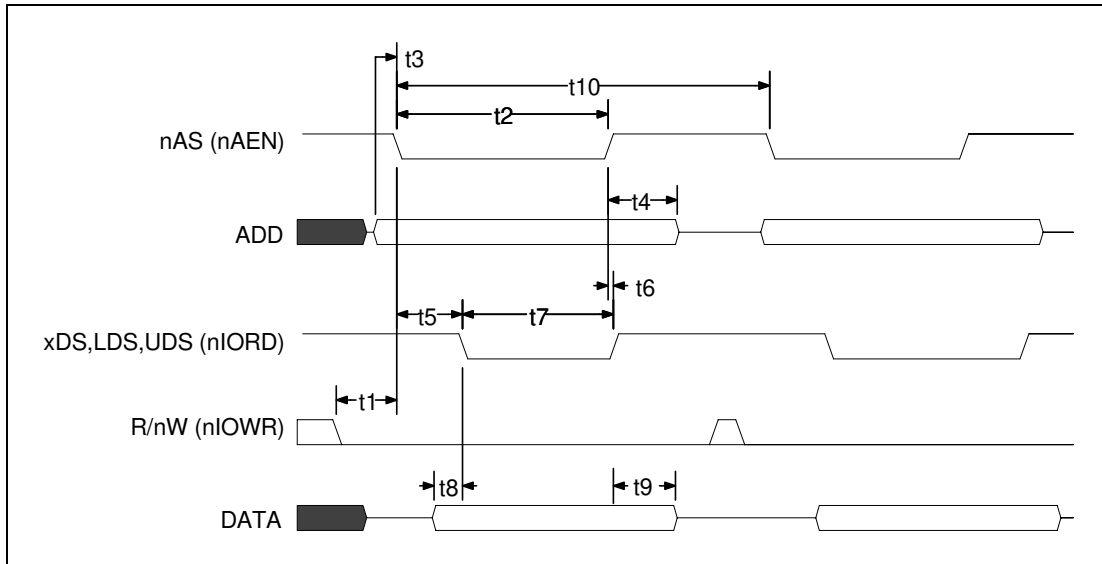 t3
t10
t2
nAS (nAEN)
t4
ADD
t6
t5
t7
xDS,LDS,UDS (nIORD)
t1
R/nW (nIOWR)
t8
t9
DATA